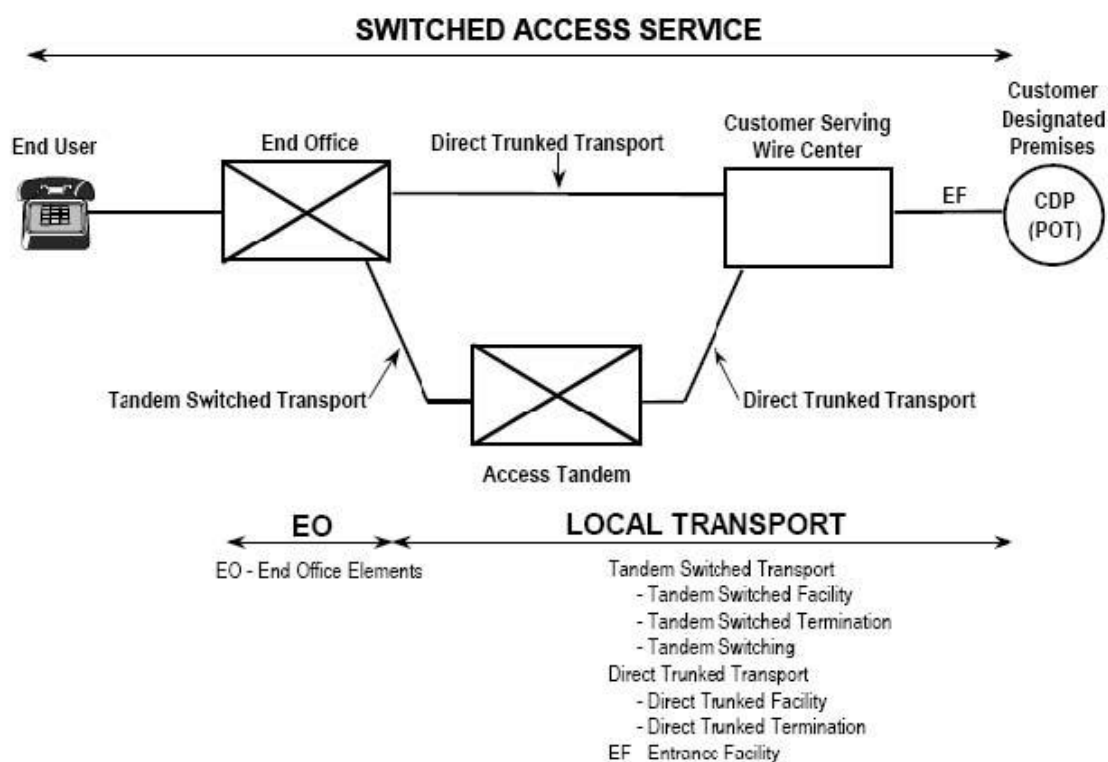 SWITCHED ACCESS SERVICE
Customer
Designated
Premises
End User
End Office
Direct Trunked Transport
Customer Serving
Wire Center
EF
CDP
(POT)
Tandem Switched Transport
Direct Trunked Transport
Access Tandem
EO
LOCAL TRANSPORT
EO - End Office Elements
Tandem Switched Transport
- Tandem Switched Facility
- Tandem Switched Termination
- Tandem Switching
Direct Trunked Transport
- Direct Trunked Facility
- Direct Trunked Termination
EF Entrance Facility